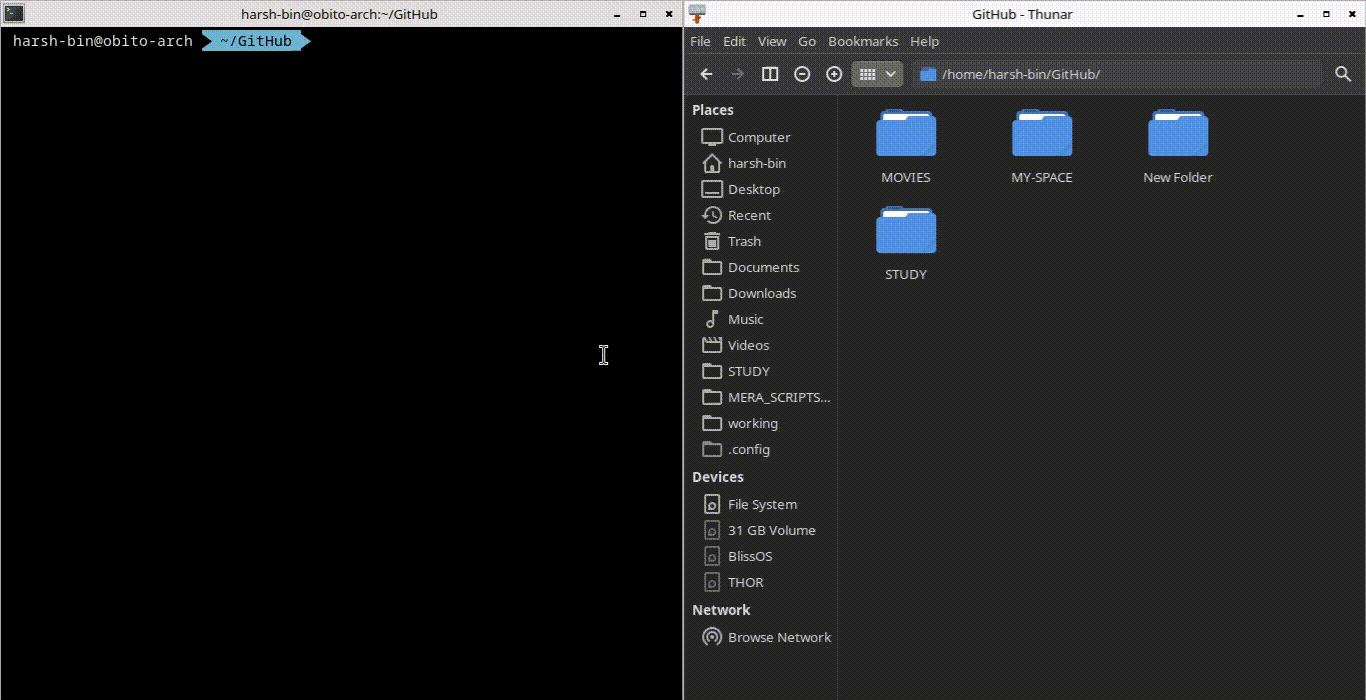 harsh-bin@obito-arch:~/GitHub
harsh-bin@obito-arch ~/GitHub
GitHub - Thunar
File Edit View Go Bookmarks Help
/home/harsh-bin/GitHub/
Places
Computer
harsh-bin
Desktop
Recent
Trash
Documents
Downloads
Music
Videos
STUDY
MERA_SCRIPTS...
working
.config
Devices
File System
31 GB Volume
BlissOS
THOR
Network
Browse Network
MOVIES MY-SPACE New Folder
STUDY